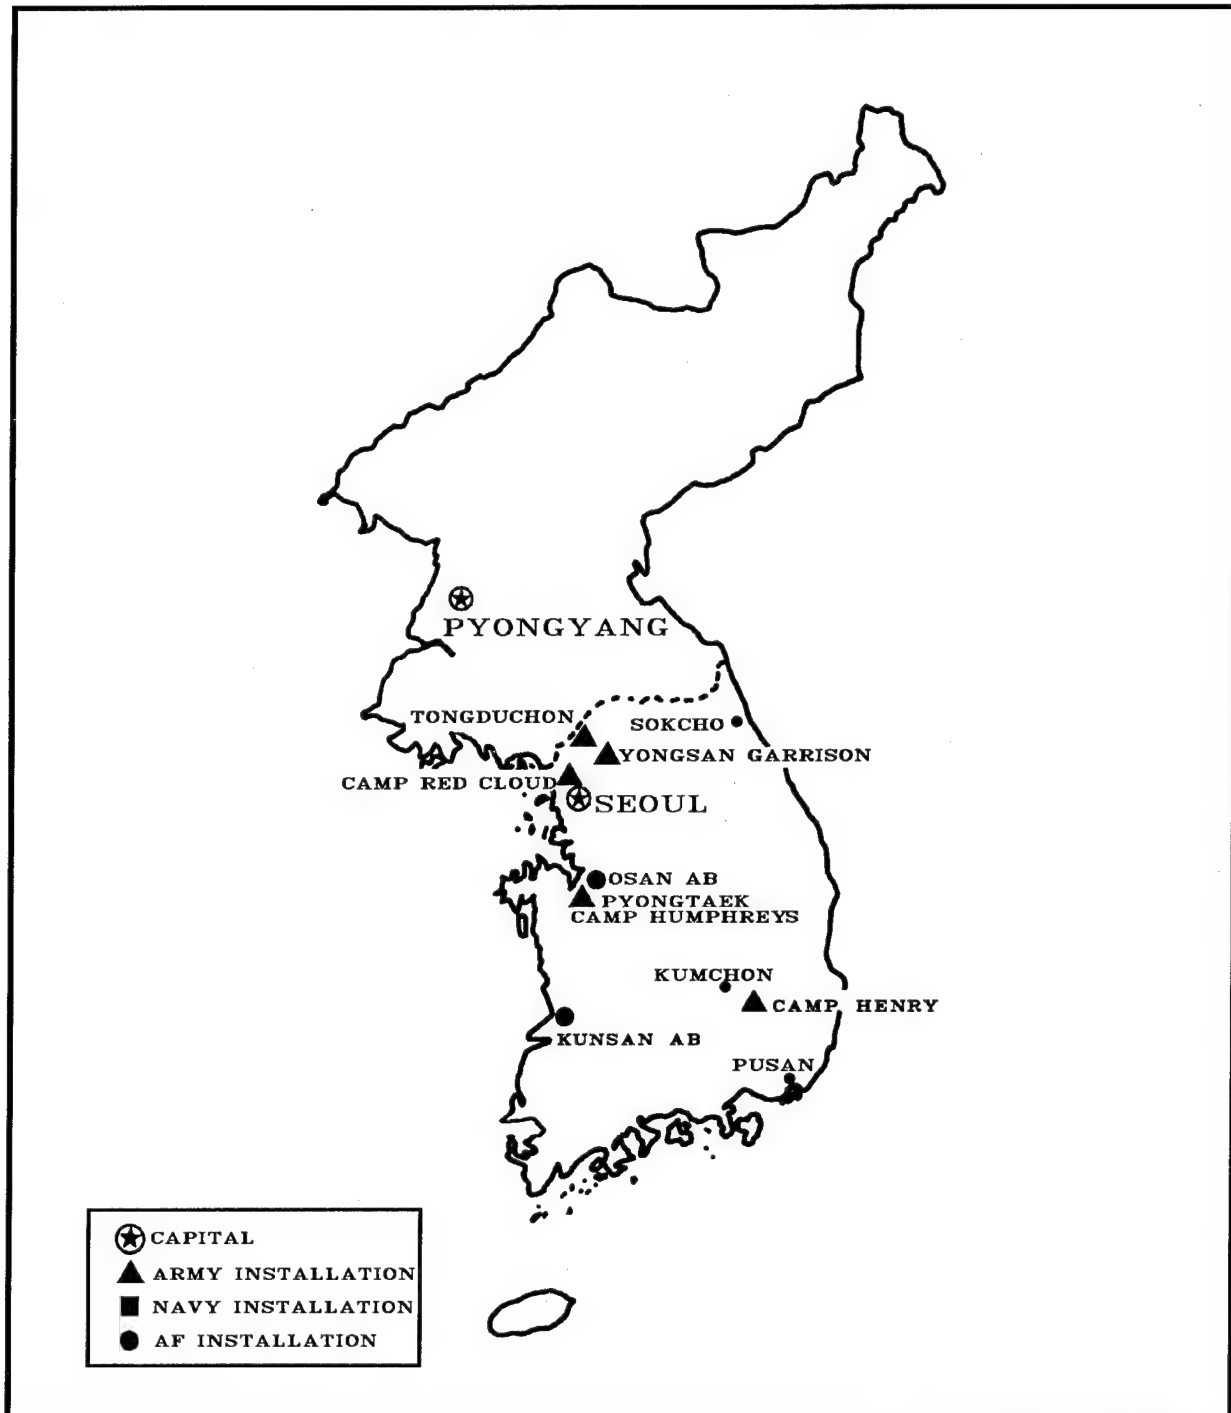 PYONGYANG
TONGDUCHON
SOKCHO
YONGSAN GARRISON
CAMP RED CLOUD
SEOUL
OSAN AB
PYONGTAEK
CAMP HUMPHREYS
KUMCHON
CAMP HENRY
KUNSAN AB
PUSAN
CAPITAL
ARMY INSTALLATION
NAVY INSTALLATION
AF INSTALLATION